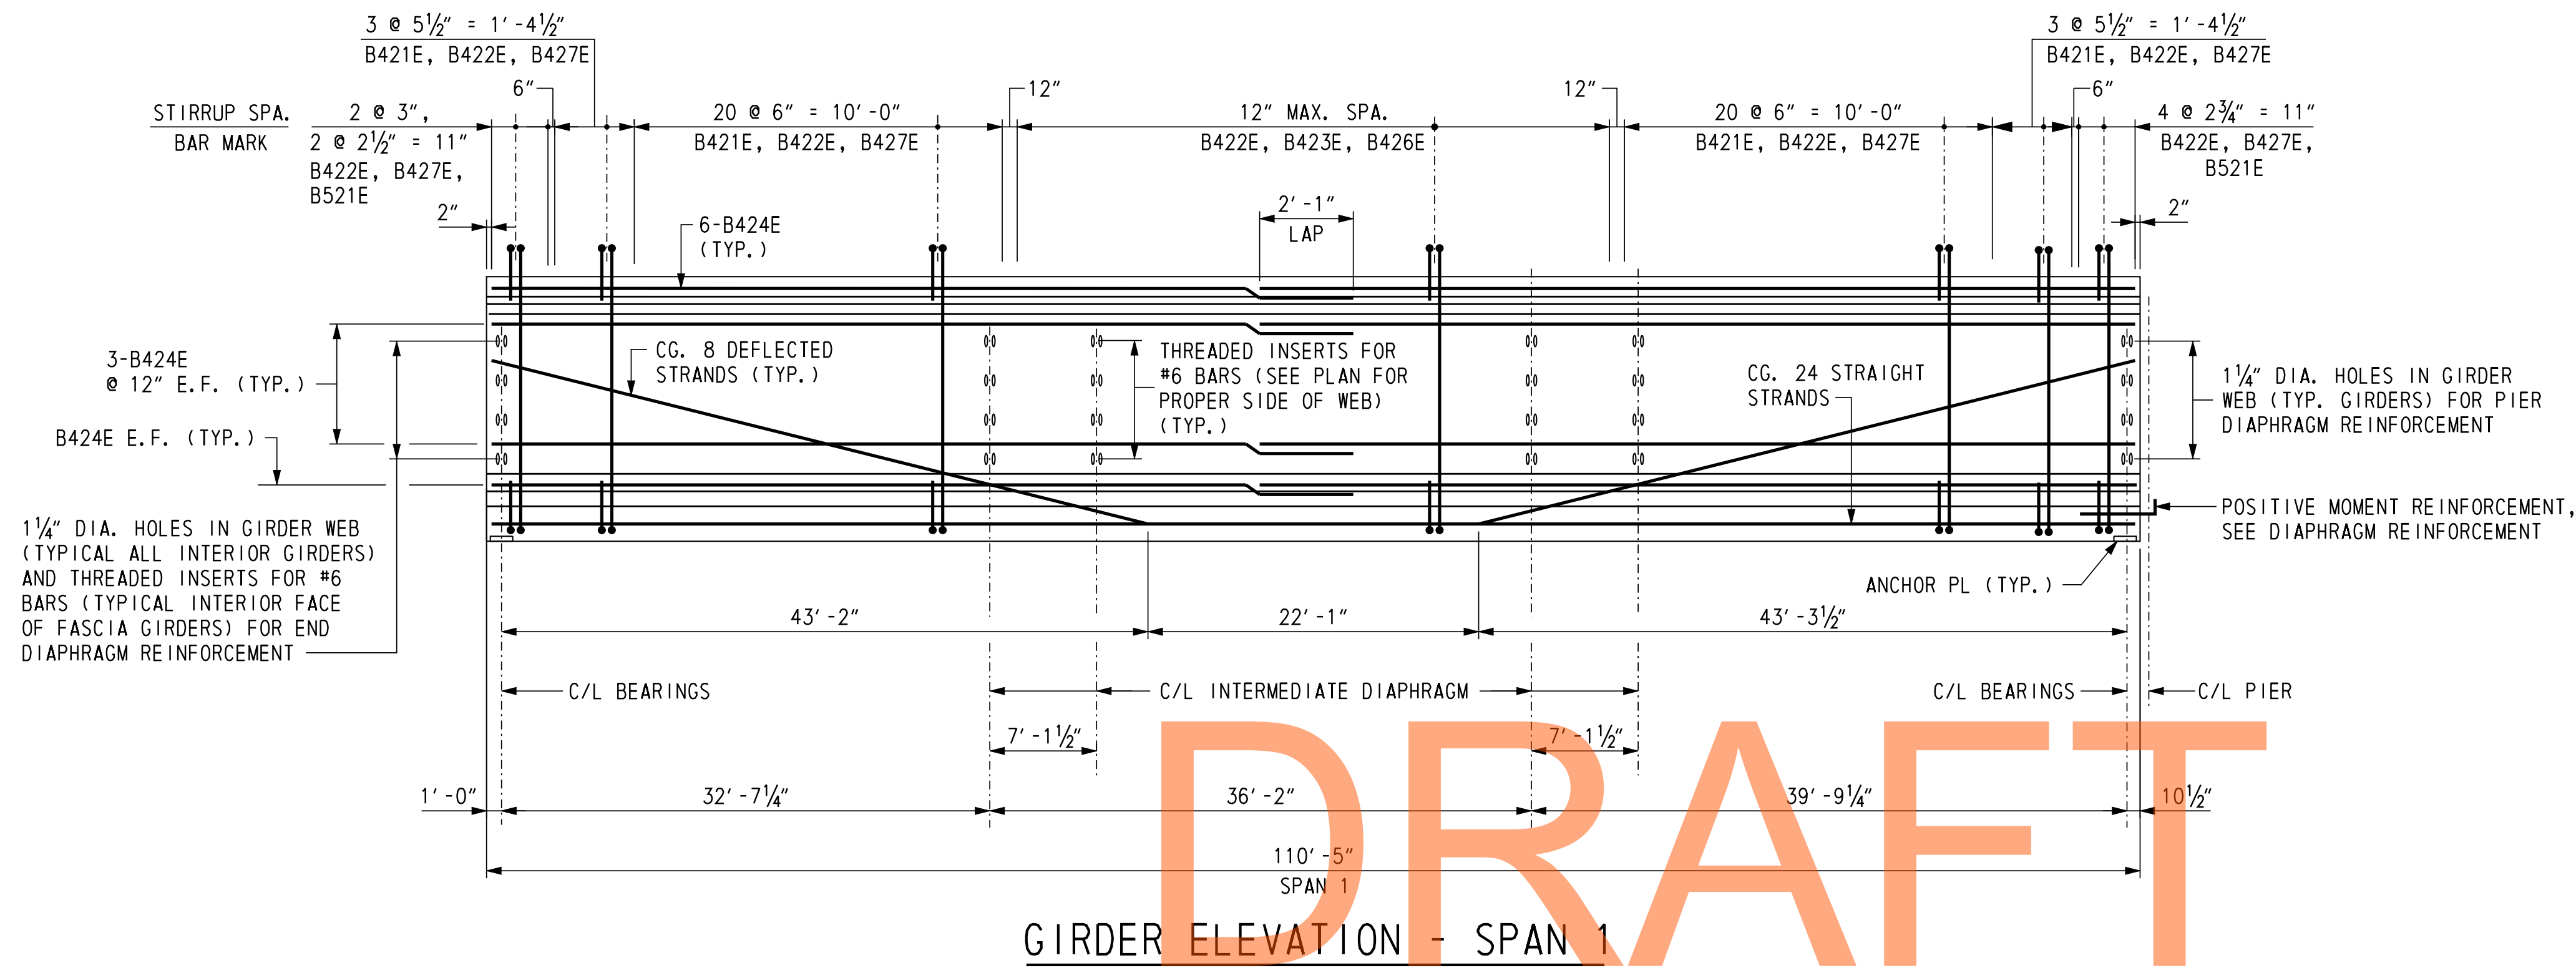 3 @ 5½" = 1'-4½"
B421E, B422E, B427E
3 @ 5½" = 1'-4½"
B421E, B422E, B427E
6"
12"
12"
6"
STIRRUP SPA.
BAR MARK
2 @ 3",
2 @ 2½" = 11"
B422E, B427E,
B521E
20 @ 6" = 10'-0"
B421E, B422E, B427E
12" MAX. SPA.
B422E, B423E, B426E
20 @ 6" = 10'-0"
B421E, B422E, B427E
4 @ 2¾" = 11"
B422E, B427E,
B521E
2"
6-B424E
(TYP.)
2'-1"
LAP
2"
3-B424E
@ 12" E.F. (TYP.)
B424E E.F. (TYP.)
CG. 8 DEFLECTED
STRANDS (TYP.)
THREADED INSERTS FOR
#6 BARS (SEE PLAN FOR
PROPER SIDE OF WEB)
(TYP.)
CG. 24 STRAIGHT
STRANDS
1¼" DIA. HOLES IN GIRDER
WEB (TYP. GIRDERS) FOR PIER
DIAPHRAGM REINFORCEMENT
1¼" DIA. HOLES IN GIRDER WEB
(TYPICAL ALL INTERIOR GIRDERS)
AND THREADED INSERTS FOR #6
BARS (TYPICAL INTERIOR FACE
OF FASCIA GIRDERS) FOR END
DIAPHRAGM REINFORCEMENT
POSITIVE MOMENT REINFORCEMENT,
SEE DIAPHRAGM REINFORCEMENT
ANCHOR PL (TYP.)
43'-2"
22'-1"
43'-3½"
C/L BEARINGS
C/L INTERMEDIATE DIAPHRAGM
C/L BEARINGS
C/L PIER
7'-1½"
7'-1½"
1'-0"
32'-7¼"
36'-2"
39'-9¼"
10½"
110'-5"
SPAN 1
GIRDER ELEVATION - SPAN 1
DRAFT